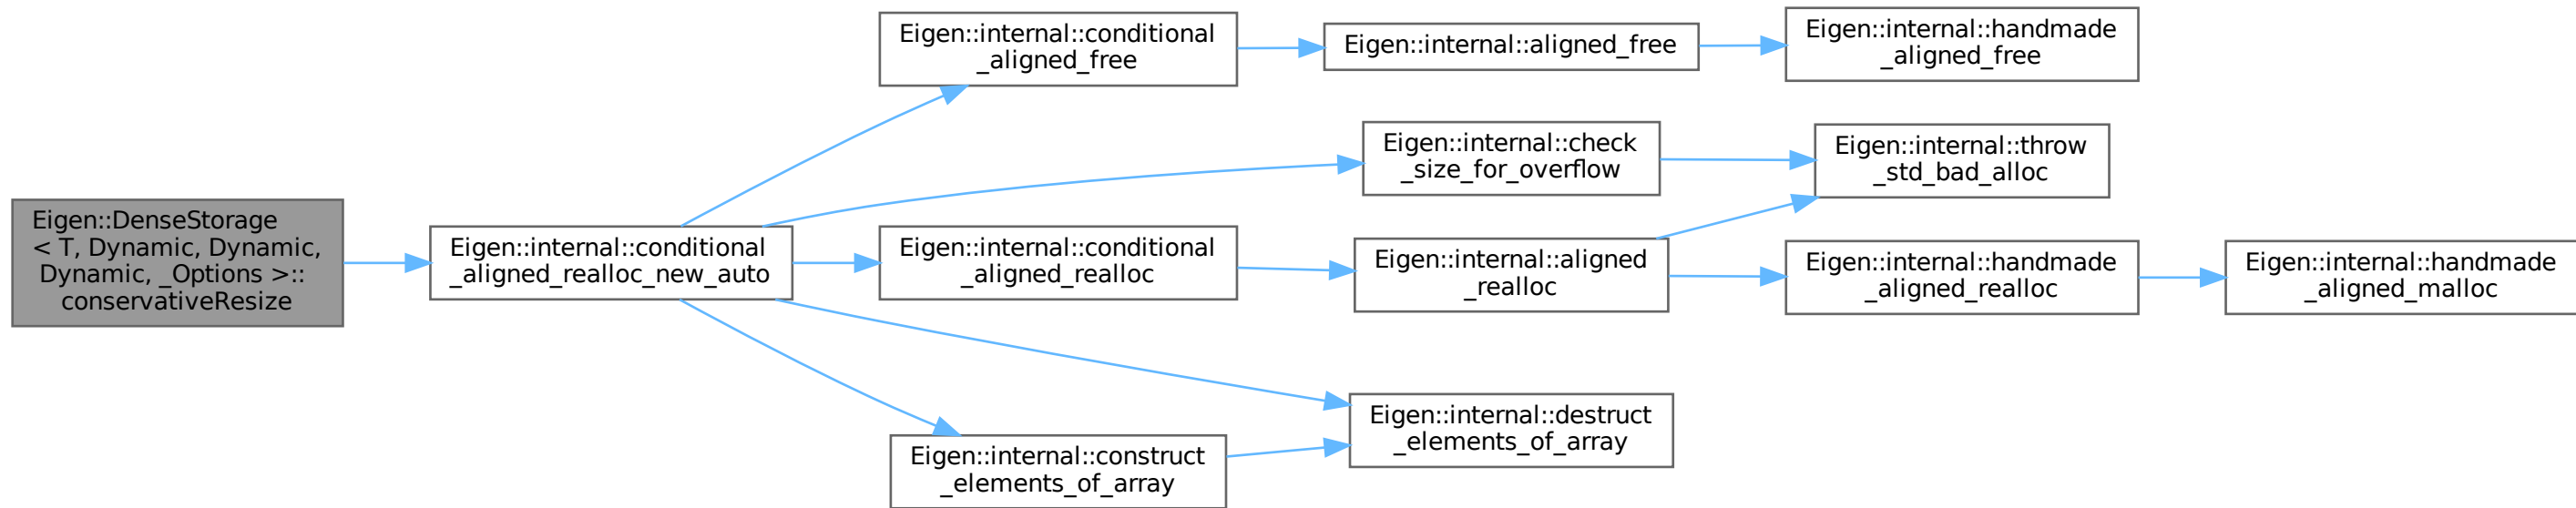 Eigen::DenseStorage
< T, Dynamic, Dynamic,
Dynamic, _Options >::
conservativeResize
Eigen::internal::conditional
_aligned_realloc_new_auto
Eigen::internal::conditional
_aligned_free
Eigen::internal::aligned_free
Eigen::internal::handmade
_aligned_free
Eigen::internal::check
_size_for_overflow
Eigen::internal::throw
_std_bad_alloc
Eigen::internal::conditional
_aligned_realloc
Eigen::internal::aligned
_realloc
Eigen::internal::handmade
_aligned_realloc
Eigen::internal::handmade
_aligned_malloc
Eigen::internal::destruct
_elements_of_array
Eigen::internal::construct
_elements_of_array